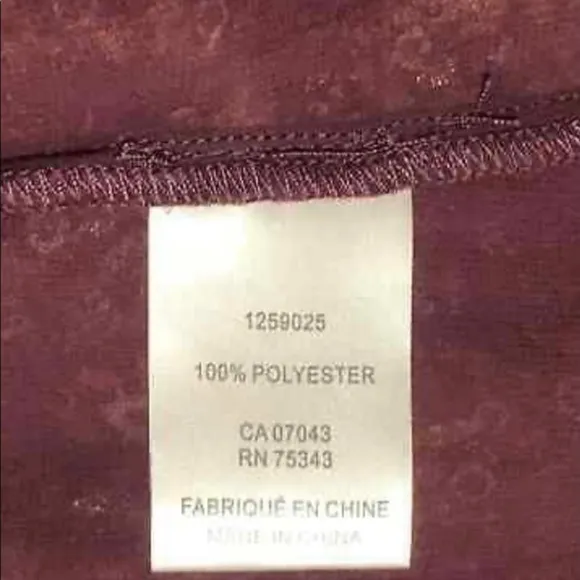 1259025
100% POLYESTER
CA 07043
RN 75343
FABRIQUÉ EN CHINE
MADE IN CHINA